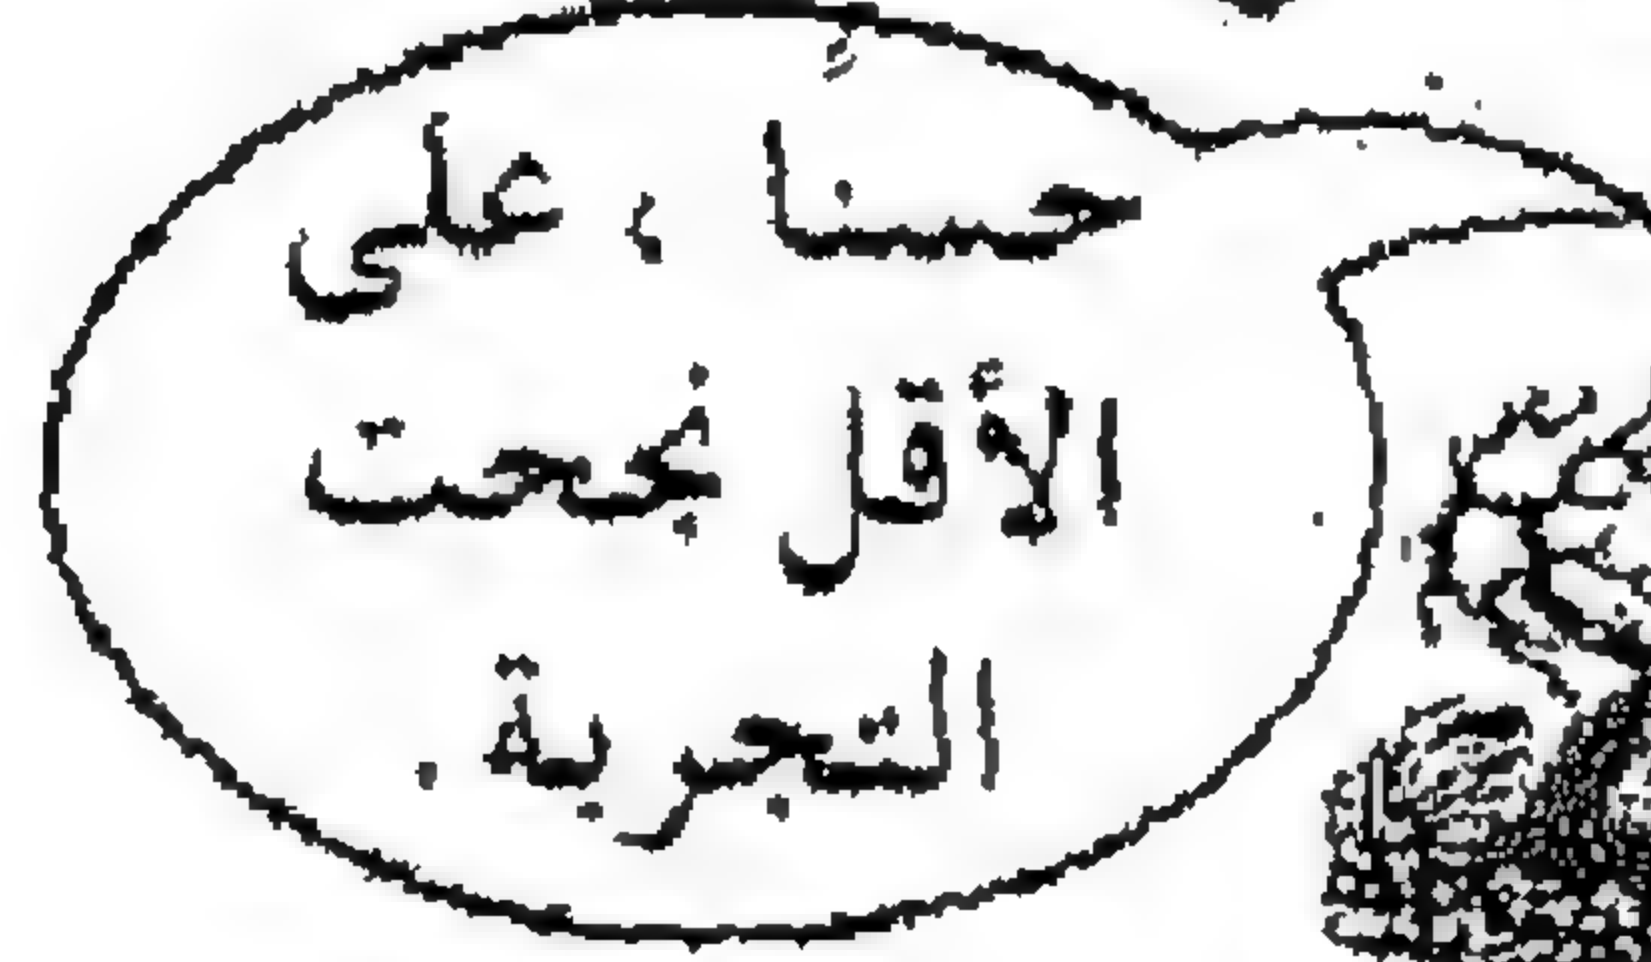 حسنا ، على
الأقل نجحت
التجربة .